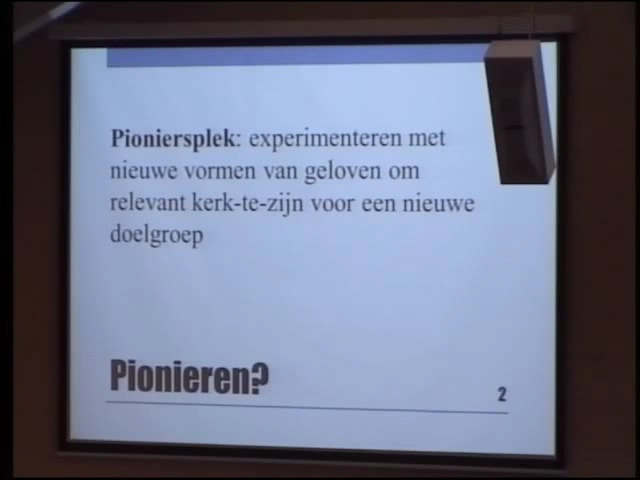 Pioniersplek: experimenteren met
nieuwe vormen van geloven om
relevant kerk-te-zijn voor een nieuwe
doelgroep
Pionieren?
2